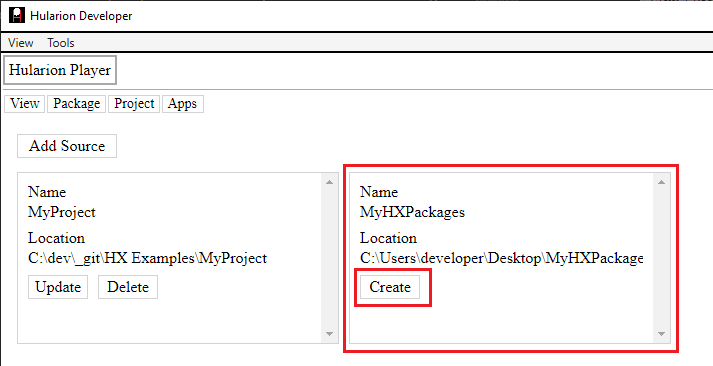 Hularion Developer
View Tools
Hularion Player
View Package Project Apps
Add Source
Name
MyProject
Location
C:\dev\_git\HX Examples\MyProject
Update Delete
Name
MyHXPackages
Location
C:\Users\developer\Desktop\MyHXPackage
Create